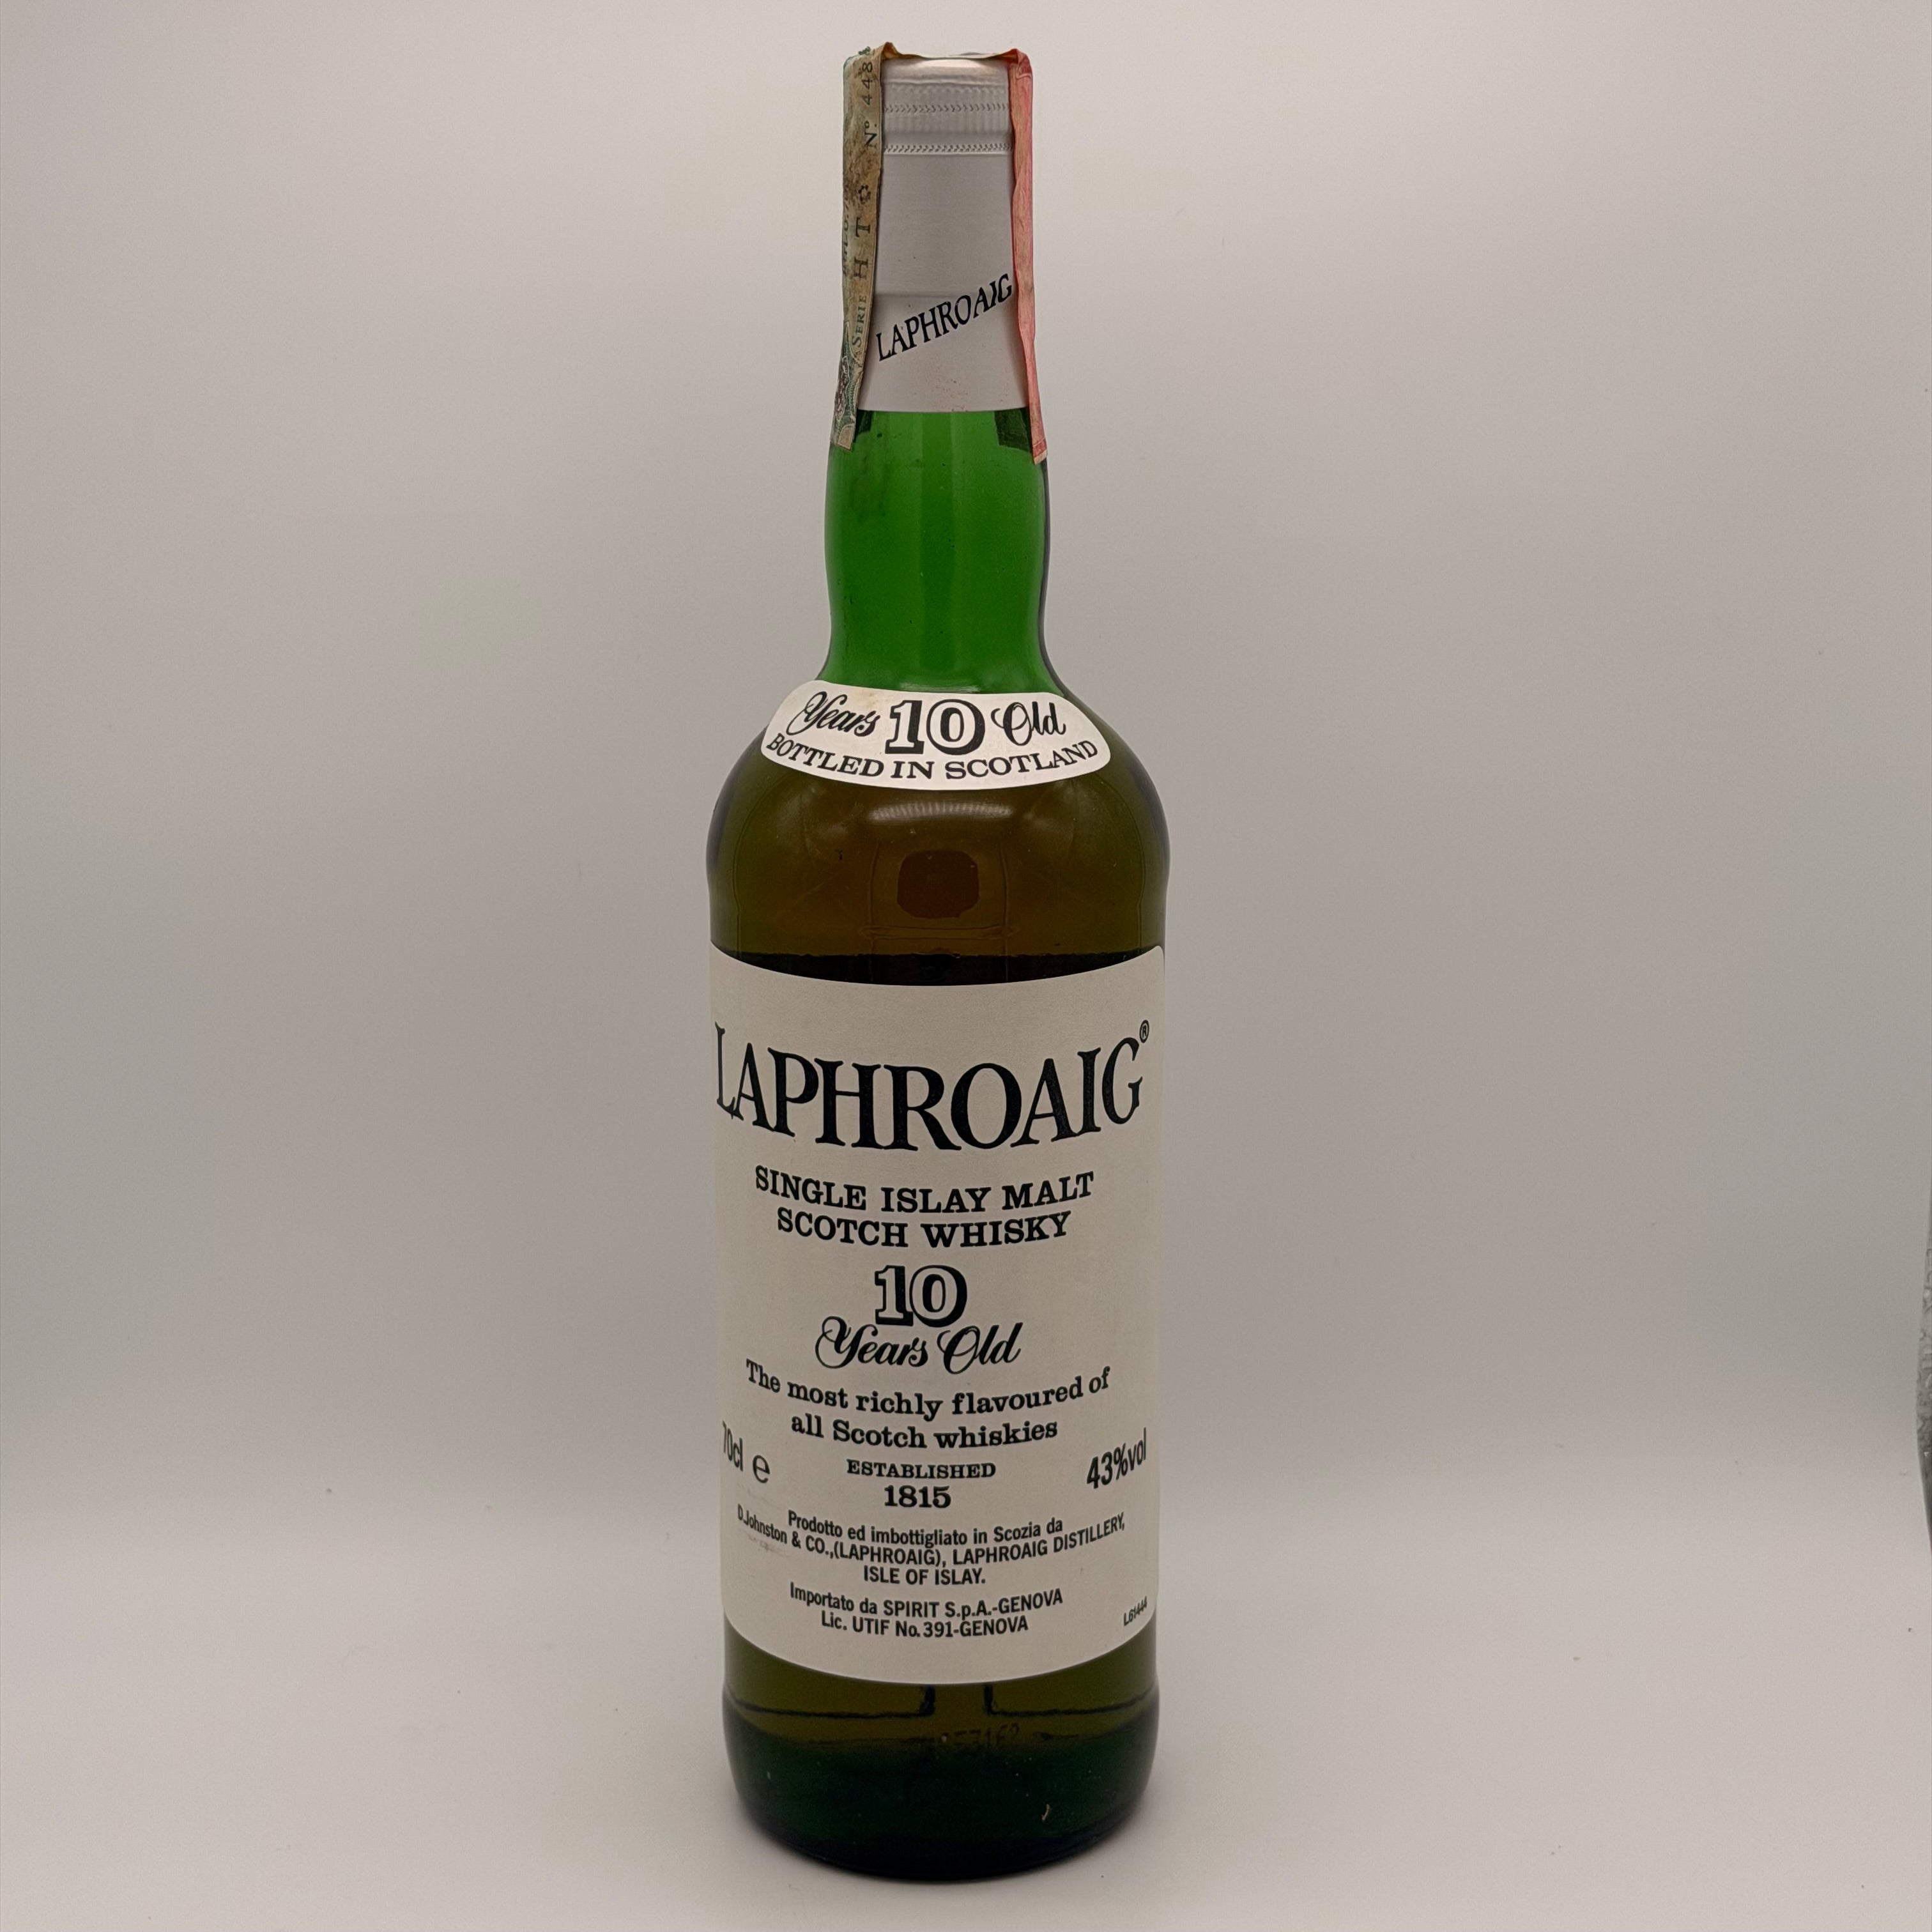 SERIE H T Nº 448
LAPHROAIG
Years 10 Old
BOTTLED IN SCOTLAND
LAPHROAIG®
SINGLE ISLAY MALT
SCOTCH WHISKY
10
Years Old
The most richly flavoured of
all Scotch whiskies
70cl e
43%vol
ESTABLISHED
1815
Prodotto ed imbottigliato in Scozia da
D.Johnston & CO.,(LAPHROAIG), LAPHROAIG DISTILLERY,
ISLE OF ISLAY.
Importato da SPIRIT S.p.A.-GENOVA
Lic. UTIF No.391-GENOVA